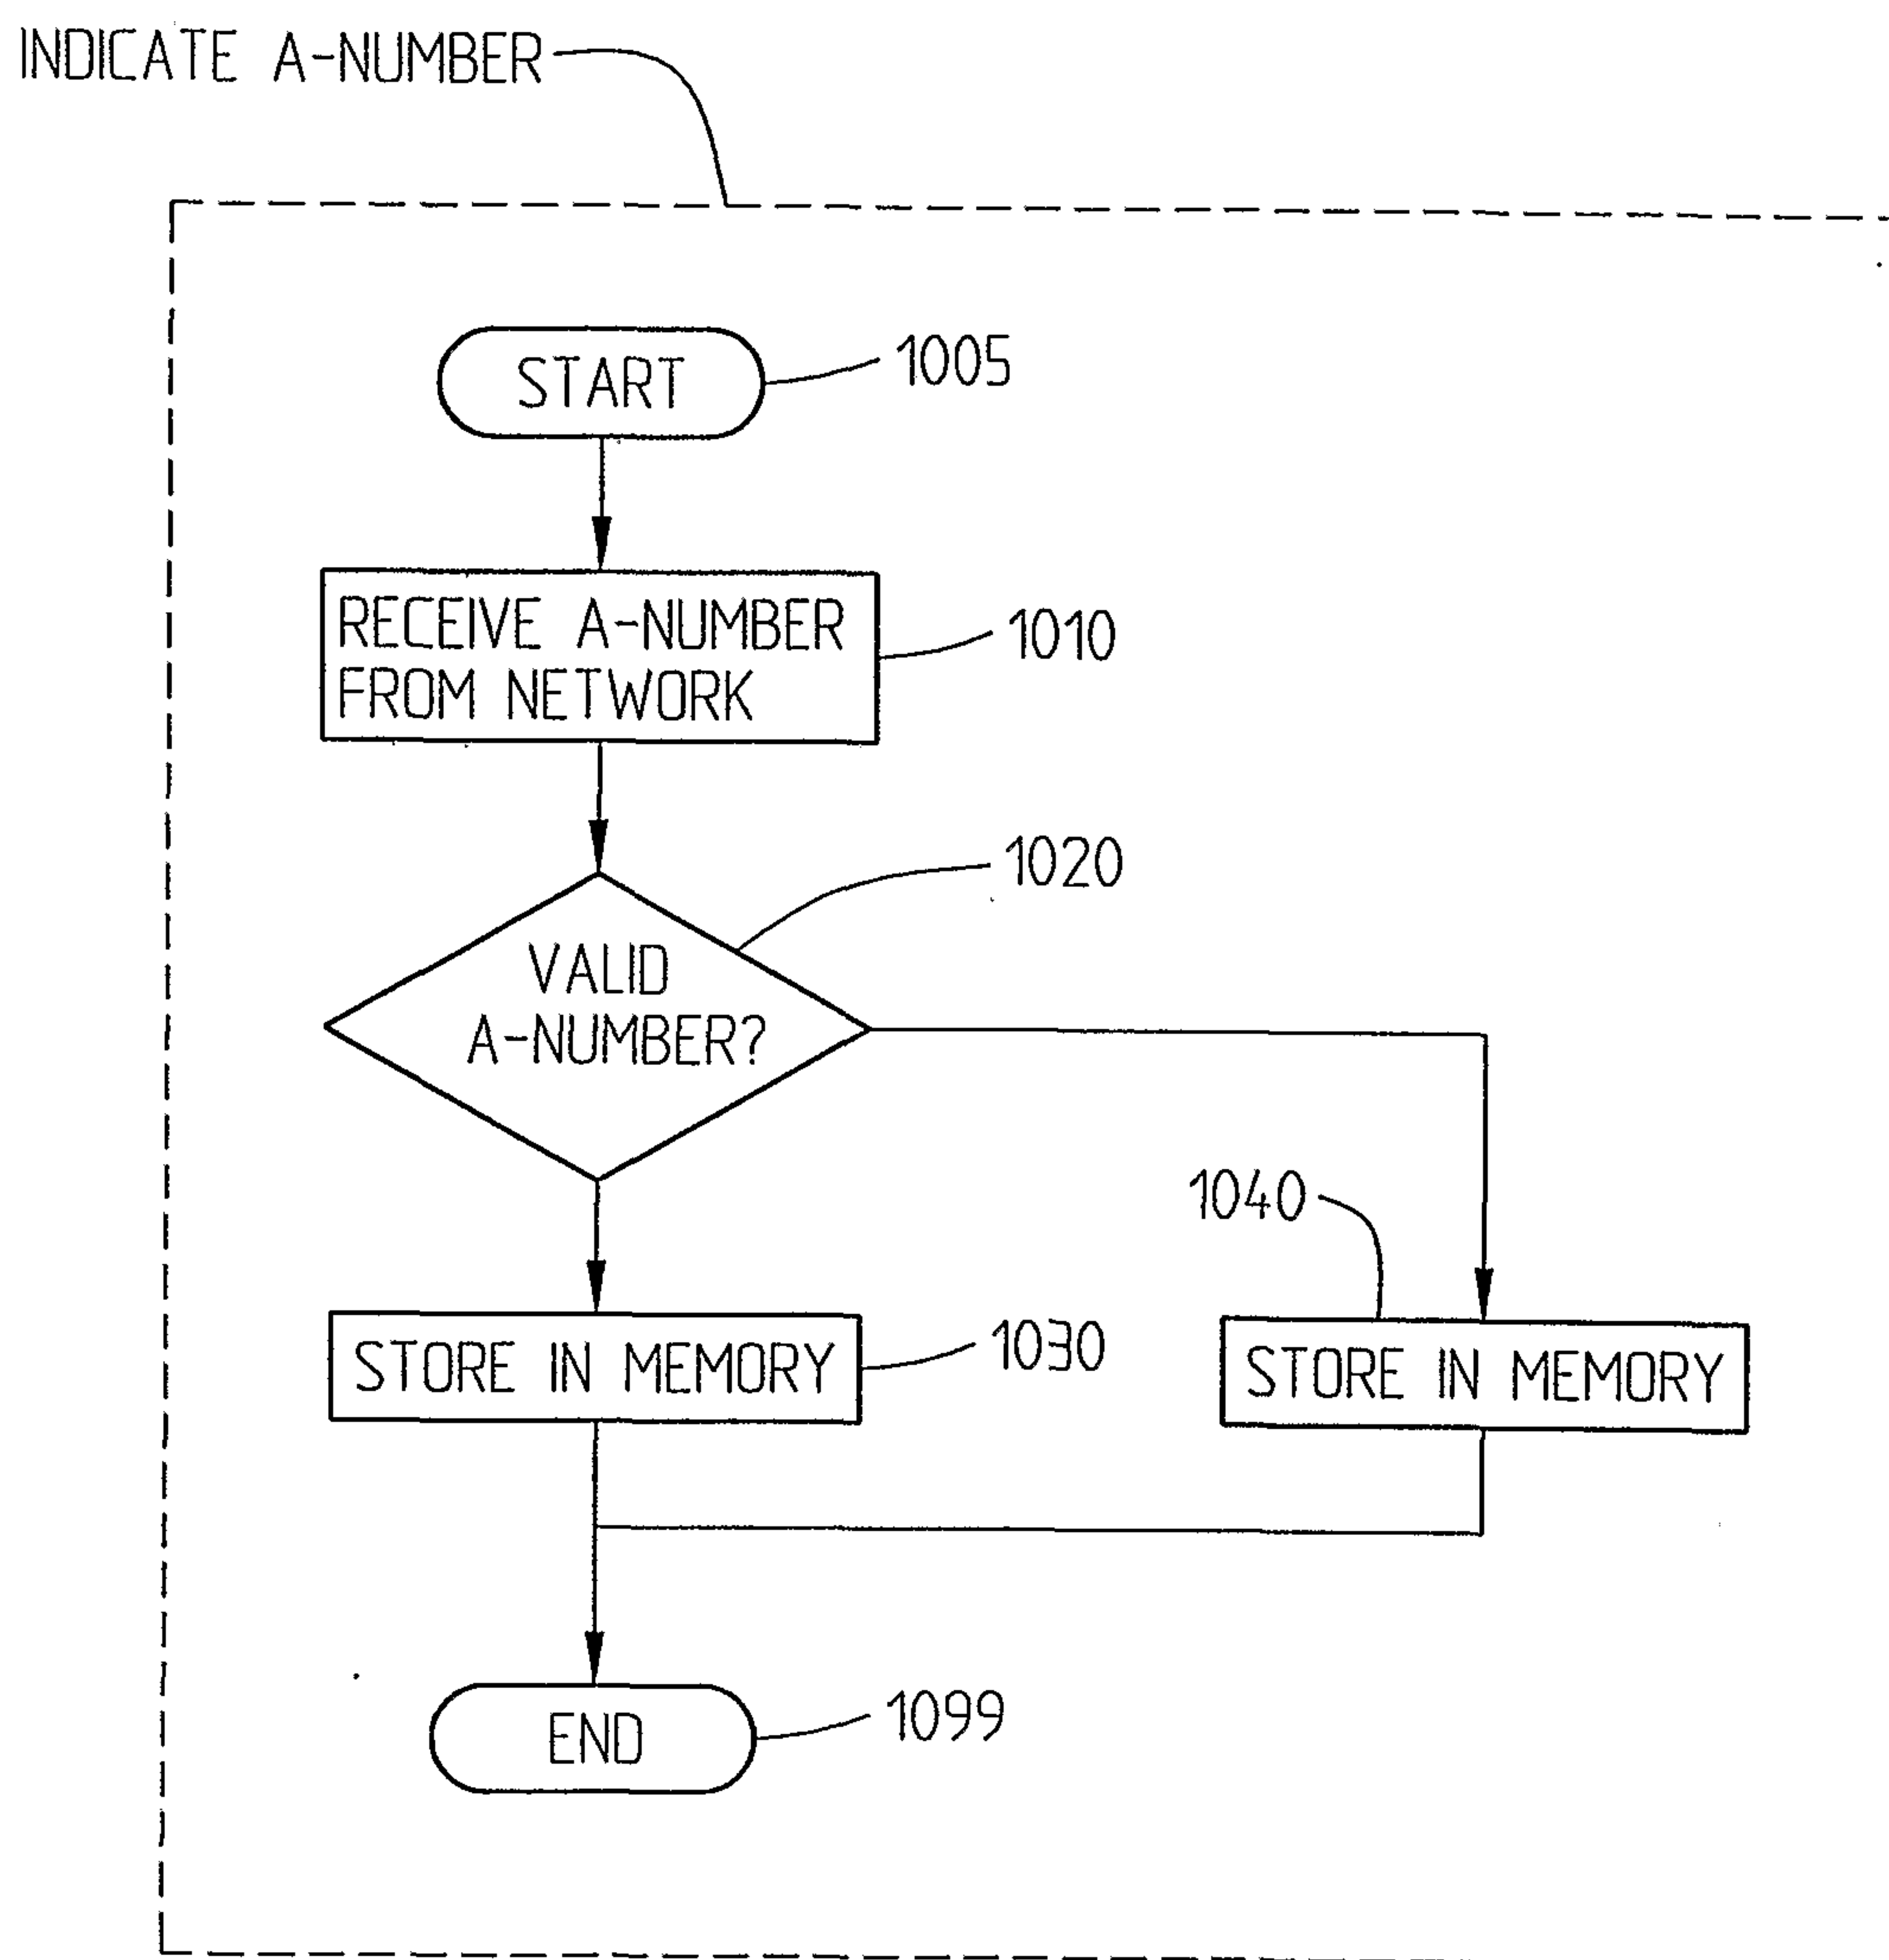 INDICATE A-NUMBER
START
1005
RECEIVE A-NUMBER
FROM NETWORK
1010
1020
VALID
A-NUMBER?
1040
STORE IN MEMORY
1030
STORE IN MEMORY
END
1099